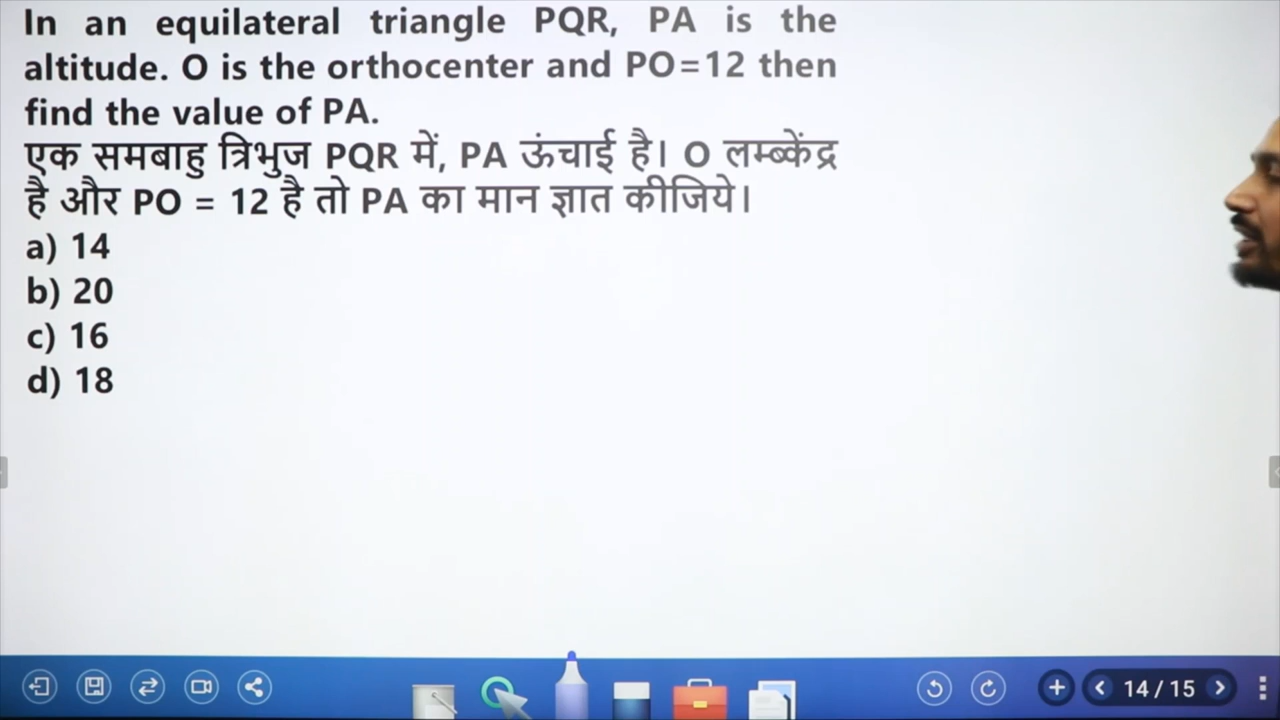 In an equilateral triangle PQR, PA is the
altitude. O is the orthocenter and PO=12 then
find the value of PA.
एक समबाहु त्रिभुज PQR में, PA ऊंचाई है। O लम्ब्केंद्र
है और PO = 12 है तो PA का मान ज्ञात कीजिये।
a) 14
b) 20
c) 16
d) 18
14 / 15